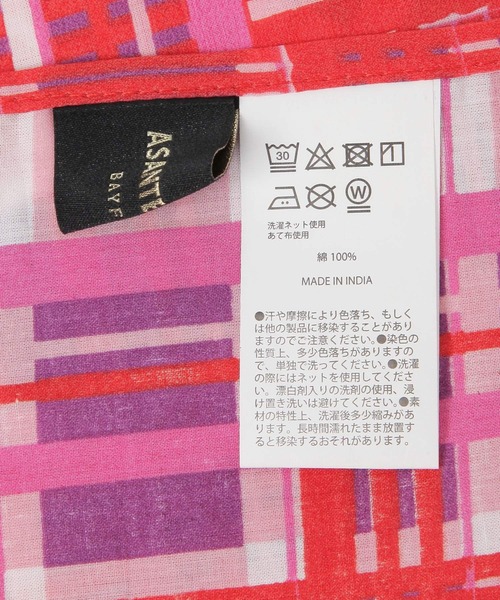 ASANTE
BAY F
30
W
洗濯ネット使用
あて布使用
綿 100%
MADE IN INDIA
●汗や摩擦により色落ち、もしく
は他の製品に移染することがあり
ますのでご注意ください。●染色の
性質上、多少色落ちがありますの
で、単独で洗ってください。●洗濯
の際にはネットを使用してくださ
い。漂白剤入りの洗剤の使用、浸
け置き洗いは避けてください。●素
材の特性上、洗濯後多少縮みがあ
ります。長時間濡れたまま放置す
ると移染するおそれがあります。